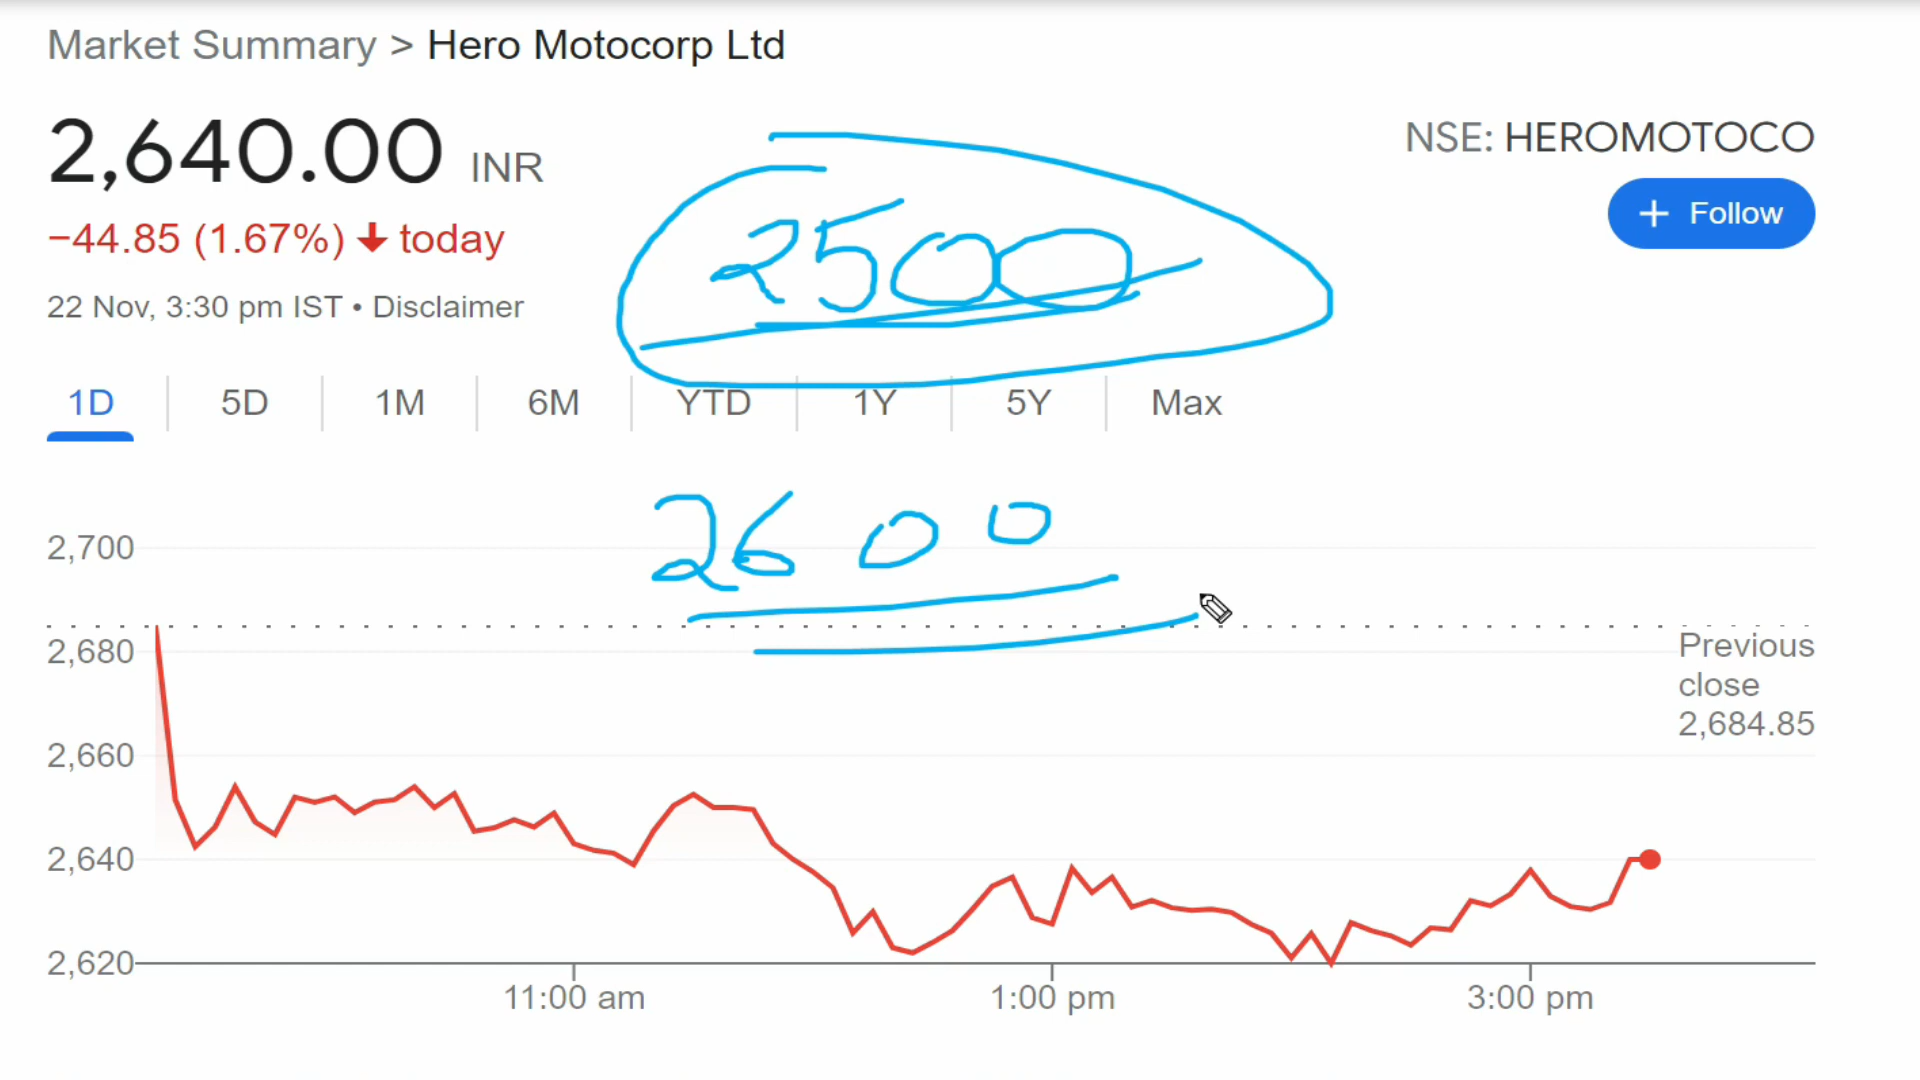 Market Summary > Hero Motocorp Ltd
2,640.00 INR
NSE: HEROMOTOCO
−44.85 (1.67%) ↓ today
+ Follow
22 Nov, 3:30 pm IST • Disclaimer
2500
1D 5D 1M 6M YTD 1Y 5Y Max
2600
2,700
2,680
Previous
close
2,684.85
2,660
2,640
2,620
11:00 am 1:00 pm 3:00 pm